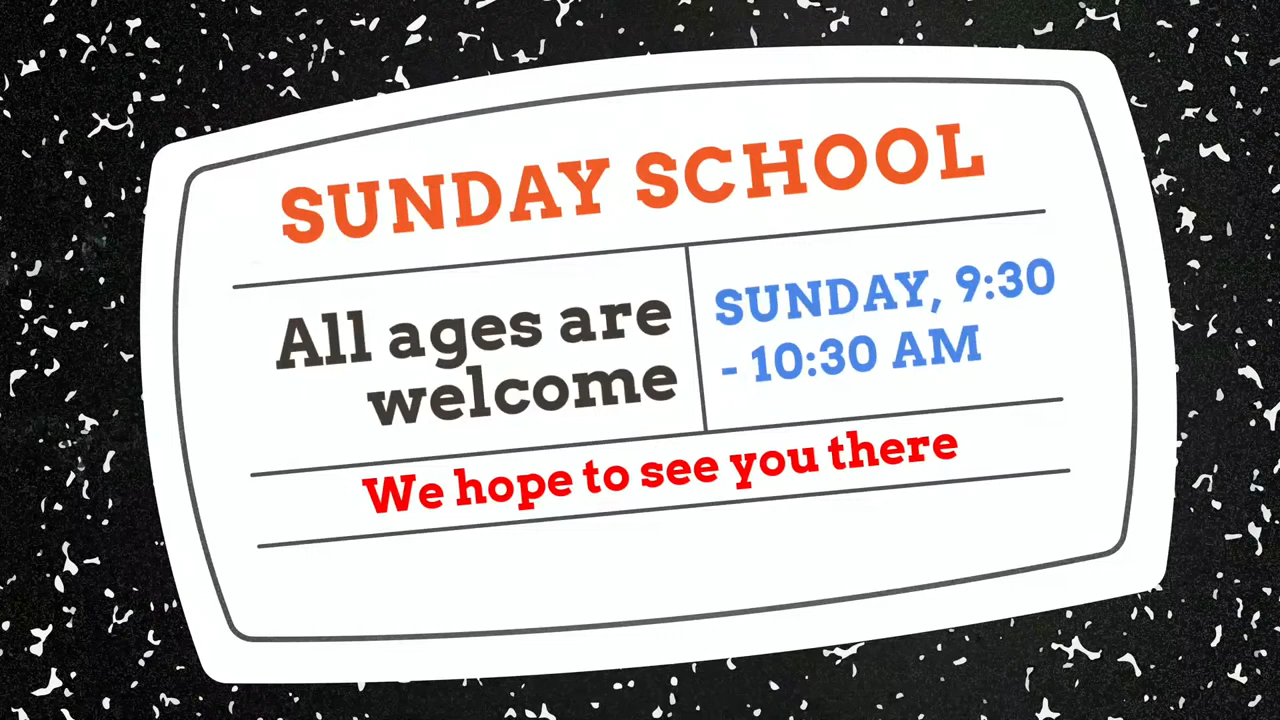 SUNDAY SCHOOL
All ages are
welcome
SUNDAY, 9:30
- 10:30 AM
We hope to see you there